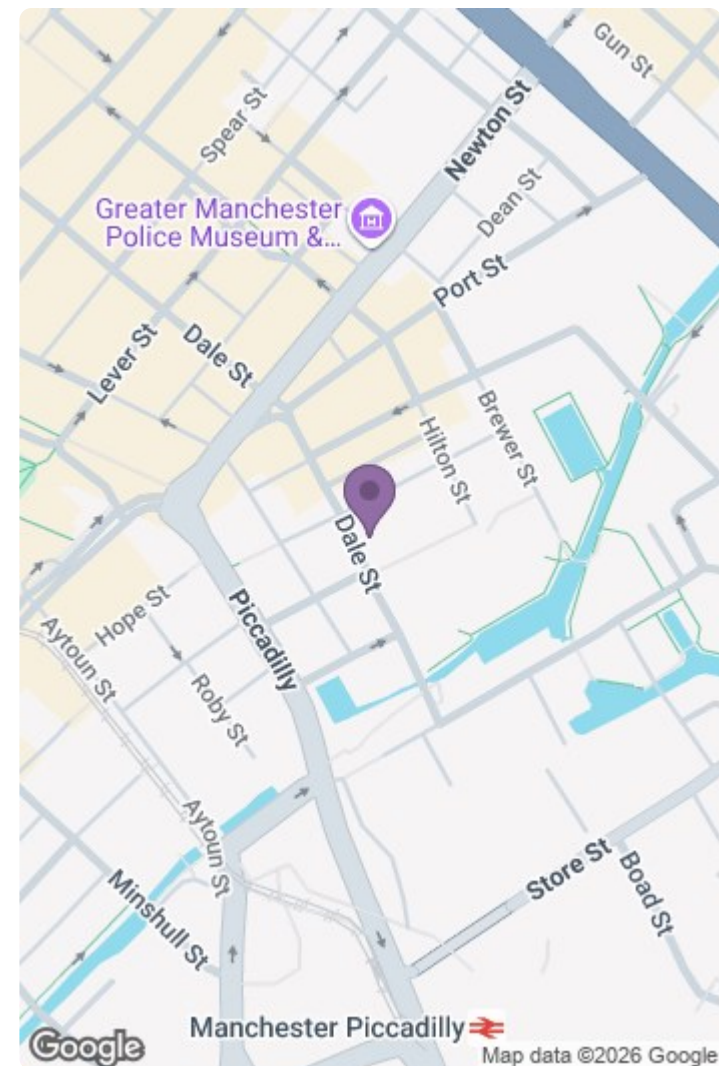 Gun St
Spear St
Newton St
Greater Manchester
Police Museum &...
Dean St
Port St
Dale St
Lever St
Brewer St
Hilton St
Dale St
Hope St
Piccadilly
Aytoun St
Roby St
Aytoun St
Minshull St
Store St
Boad St
Manchester Piccadilly
Google
Map data ©2026 Google